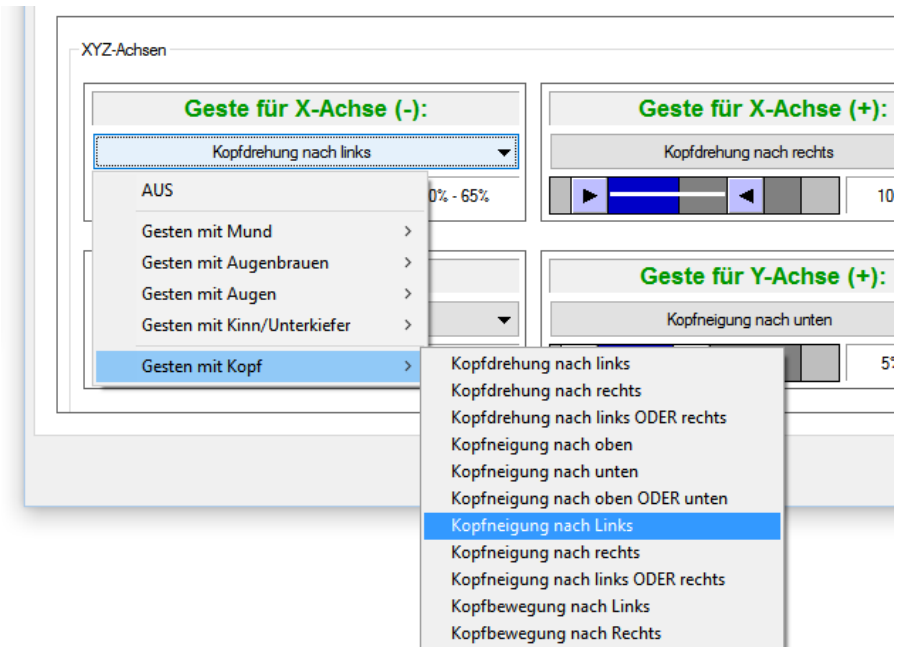 XYZ-Achsen
Geste für X-Achse (-):
Geste für X-Achse (+):
Kopfdrehung nach links
Kopfdrehung nach rechts
AUS
0% - 65%
10
Gesten mit Mund
Gesten mit Augenbrauen
Gesten mit Augen
Gesten mit Kinn/Unterkiefer
Gesten mit Kopf
Geste für Y-Achse (+):
Kopfneigung nach unten
5
Kopfdrehung nach links
Kopfdrehung nach rechts
Kopfdrehung nach links ODER rechts
Kopfneigung nach oben
Kopfneigung nach unten
Kopfneigung nach oben ODER unten
Kopfneigung nach Links
Kopfneigung nach rechts
Kopfneigung nach links ODER rechts
Kopfbewegung nach Links
Kopfbewegung nach Rechts